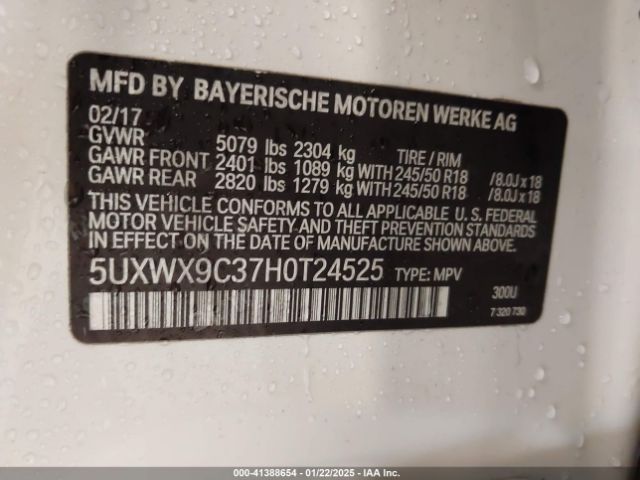 MFD BY BAYERISCHE MOTOREN WERKE AG
02/17
GVWR 5079 lbs 2304 kg TIRE / RIM
GAWR FRONT 2401 lbs 1089 kg WITH 245/50 R18 /8.0J x 18
GAWR REAR 2820 lbs 1279 kg WITH 245/50 R18 /8.0J x 18
THIS VEHICLE CONFORMS TO ALL APPLICABLE U. S. FEDERAL
MOTOR VEHICLE SAFETY AND THEFT PREVENTION STANDARDS
IN EFFECT ON THE DATE OF MANUFACTURE SHOWN ABOVE.
5UXWX9C37H0T24525 TYPE: MPV
300U
7 320 730
000-41388654 - 01/22/2025 - IAA Inc.